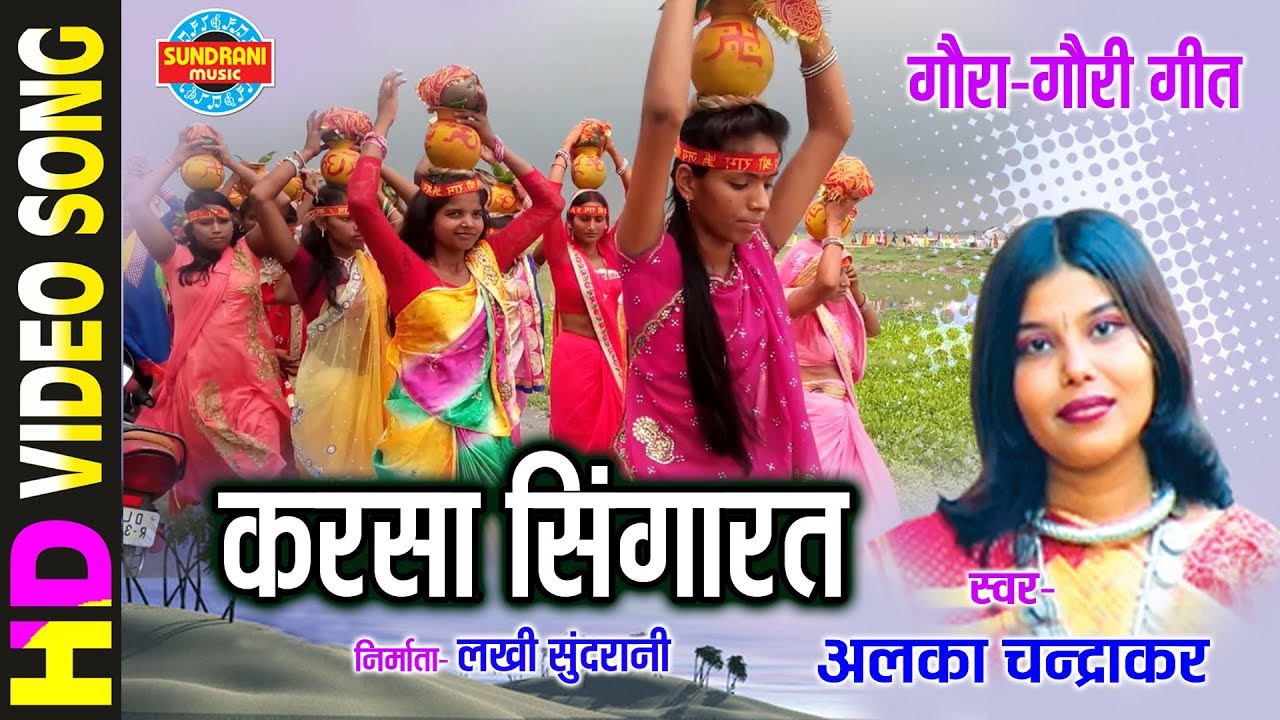 HD VIDEO SONG
SUNDRANI
MUSIC
गौरा-गौरी गीत
करसा सिंगारत
स्वर-
निर्माता- लखी सुंदरानी
अलका चन्द्राकर